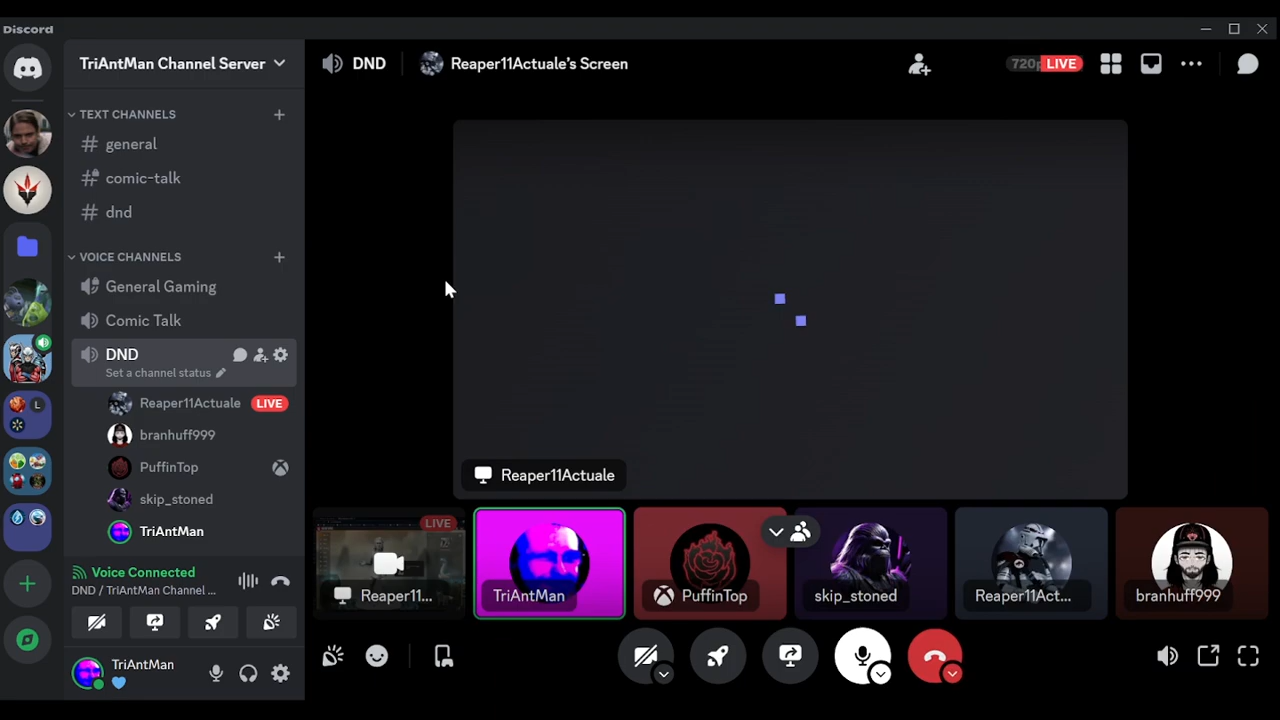 Discord
TriAntMan Channel Server
DND
Reaper11Actuale's Screen
720p LIVE
TEXT CHANNELS
general
comic-talk
dnd
VOICE CHANNELS
General Gaming
Comic Talk
DND
Set a channel status
Reaper11Actuale LIVE
branhuff999
PuffinTop
skip_stoned
TriAntMan
Voice Connected
DND / TriAntMan Channel ...
TriAntMan
Reaper11Actuale
LIVE
Reaper11...
TriAntMan
PuffinTop
skip_stoned
Reaper11Act...
branhuff999